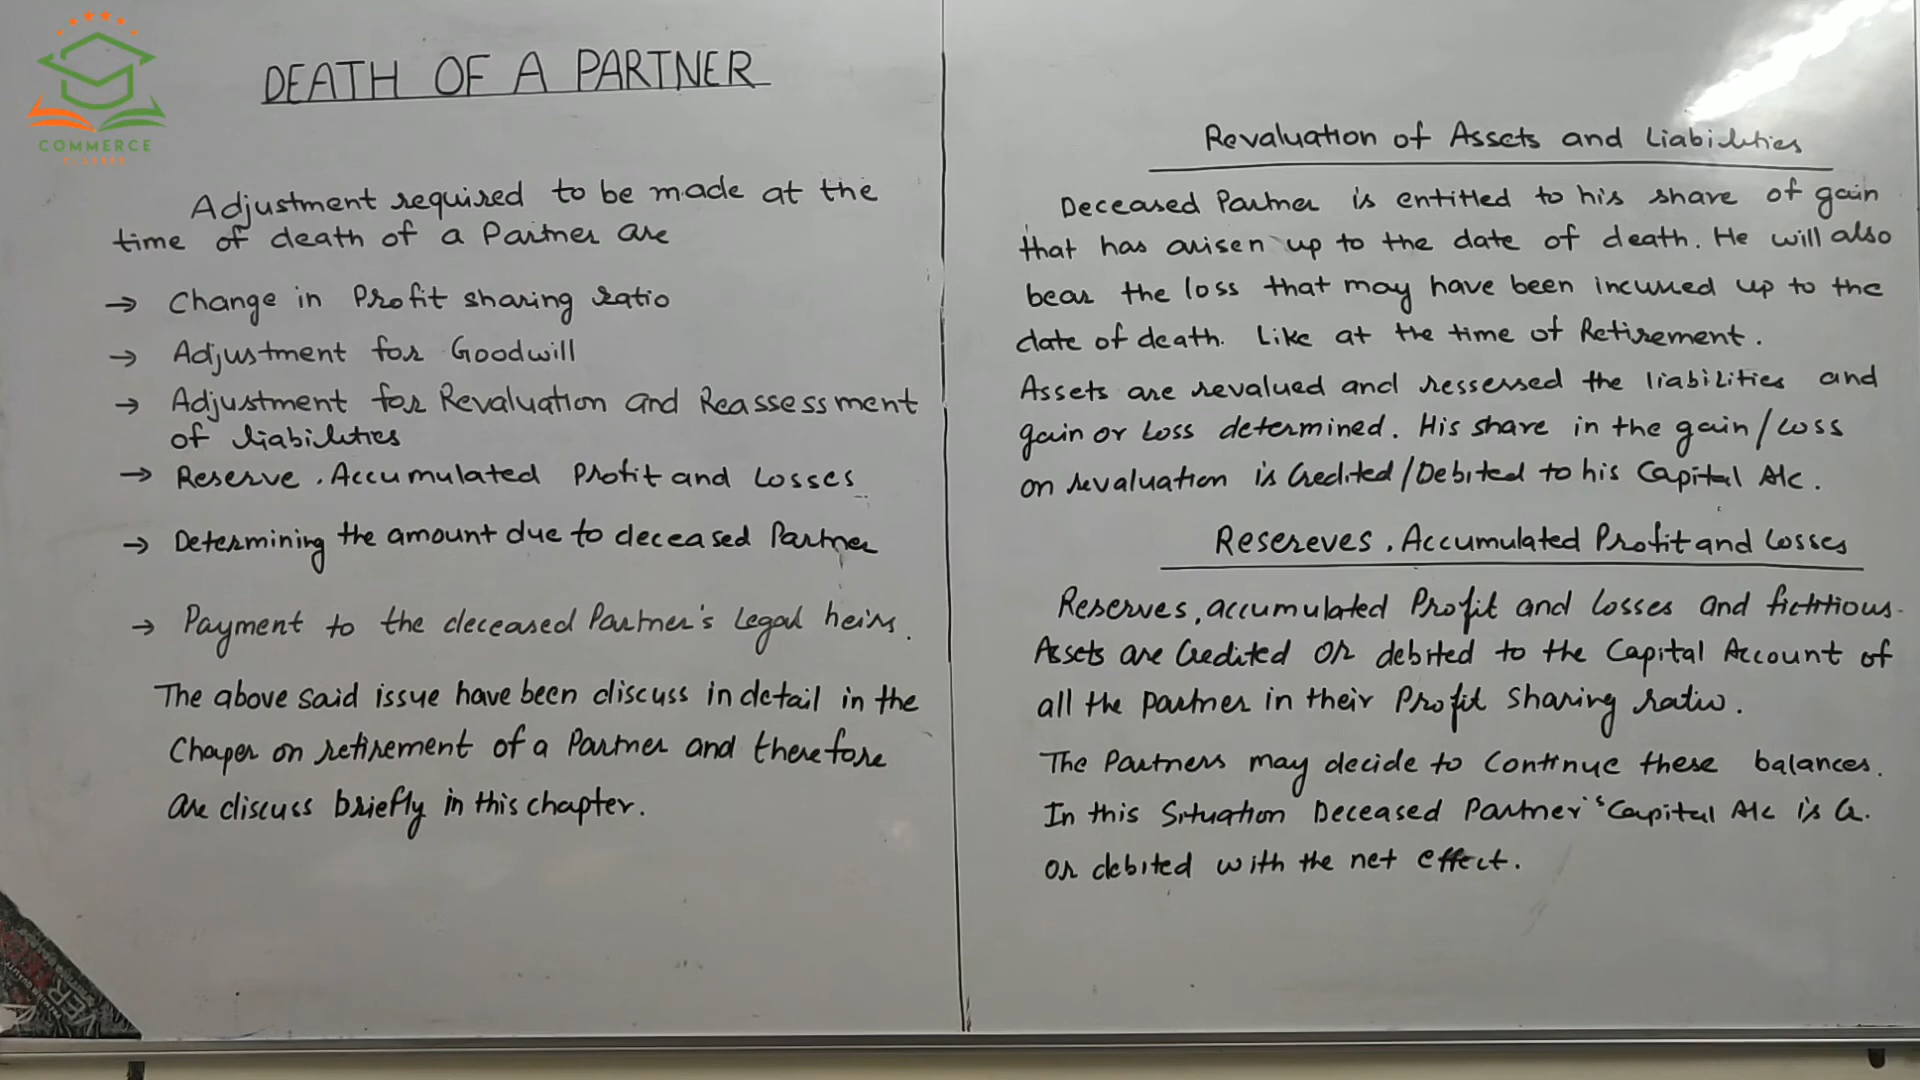 COMMERCE
CLASSES
DEATH OF A PARTNER
Adjustment required to be made at the
time of death of a Partner are
→ Change in Profit sharing ratio
→ Adjustment for Goodwill
→ Adjustment for Revaluation and Reassessment
of liabilities
→ Reserve, Accumulated Profit and Losses
→ Determining the amount due to deceased Partner
→ Payment to the deceased Partner's Legal heirs.
The above said issue have been discuss in detail in the
Chaper on retirement of a Partner and therefore
are discuss briefly in this chapter.
Revaluation of Assets and Liabilities
Deceased Partner is entitled to his share of gain
that has arisen up to the date of death. He will also
bear the loss that may have been incurred up to the
date of death. Like at the time of Retirement.
Assets are revalued and ressessed the liabilities and
gain or Loss determined. His share in the gain/Loss
on revaluation is Credited/Debited to his Capital A/c.
Resereves, Accumulated Profit and Losses
Reserves, accumulated Profit and Losses and fictitious
Assets are Credited or debited to the Capital Account of
all the Partner in their Profit Sharing ratio.
The Partners may decide to Continue these balances.
In this Situation Deceased Partner's Capital A/c is Cr.
or debited with the net effect.